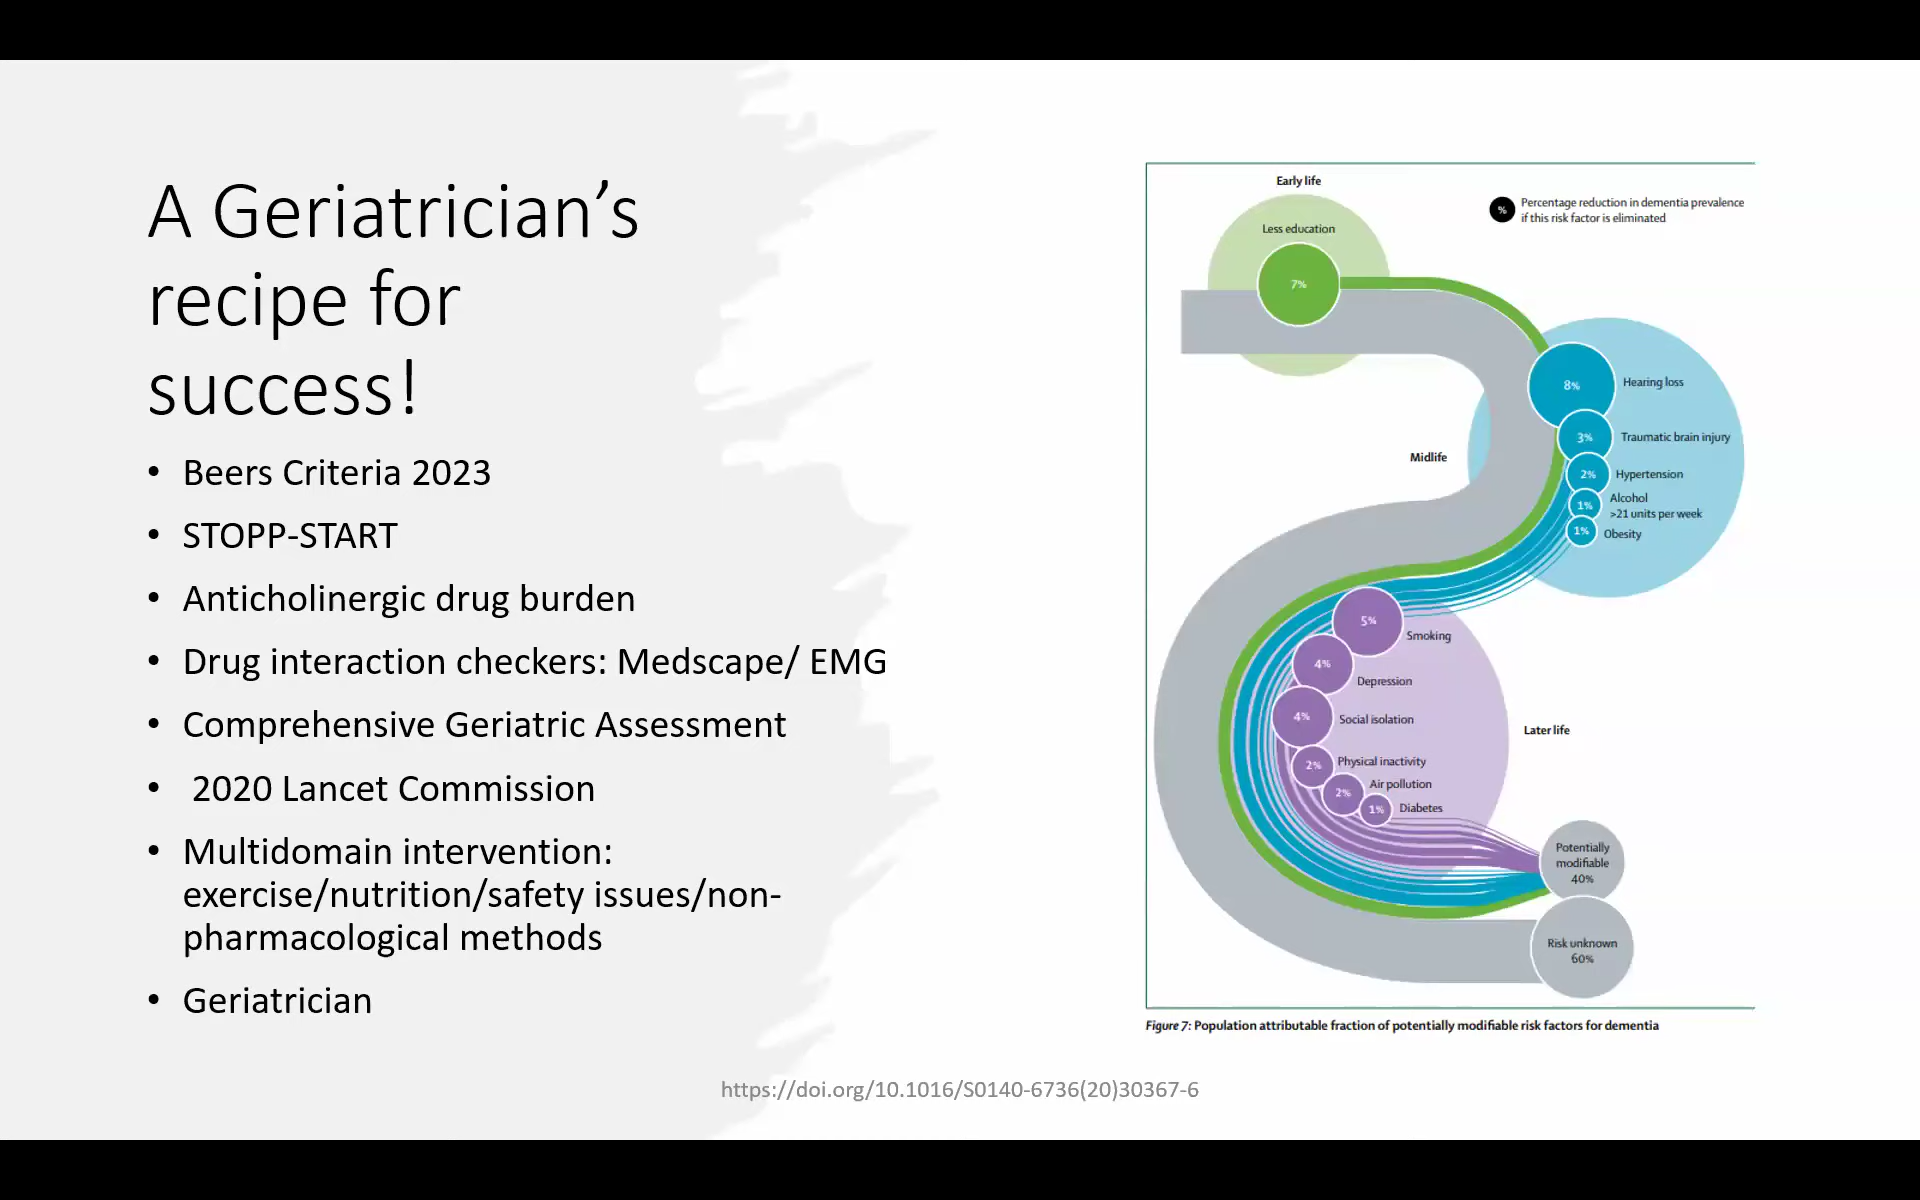 A Geriatrician’s
recipe for
success!
• Beers Criteria 2023
• STOPP-START
• Anticholinergic drug burden
• Drug interaction checkers: Medscape/ EMG
• Comprehensive Geriatric Assessment
• 2020 Lancet Commission
• Multidomain intervention:
exercise/nutrition/safety issues/non-
pharmacological methods
• Geriatrician
Early life
Less education
7%
% Percentage reduction in dementia prevalence
if this risk factor is eliminated
8% Hearing loss
3% Traumatic brain injury
Midlife
2% Hypertension
1% Alcohol
>21 units per week
1% Obesity
5% Smoking
4% Depression
4% Social isolation
Later life
2% Physical inactivity
2% Air pollution
1% Diabetes
Potentially
modifiable
40%
Risk unknown
60%
Figure 7: Population attributable fraction of potentially modifiable risk factors for dementia
https://doi.org/10.1016/S0140-6736(20)30367-6